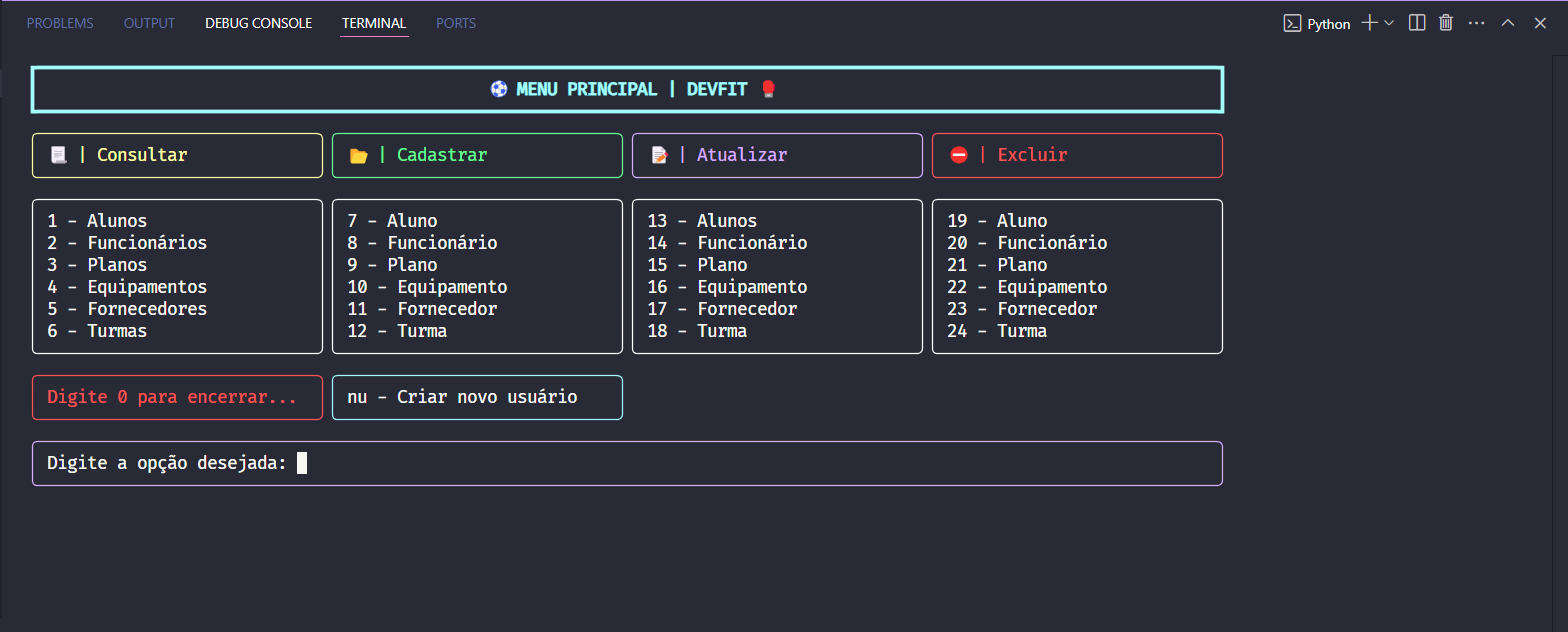 PROBLEMS OUTPUT DEBUG CONSOLE TERMINAL PORTS Python
MENU PRINCIPAL | DEVFIT
| Consultar
| Cadastrar
| Atualizar
| Excluir
1 - Alunos
2 - Funcionários
3 - Planos
4 - Equipamentos
5 - Fornecedores
6 - Turmas
7 - Aluno
8 - Funcionário
9 - Plano
10 - Equipamento
11 - Fornecedor
12 - Turma
13 - Alunos
14 - Funcionário
15 - Plano
16 - Equipamento
17 - Fornecedor
18 - Turma
19 - Aluno
20 - Funcionário
21 - Plano
22 - Equipamento
23 - Fornecedor
24 - Turma
Digite 0 para encerrar...
nu - Criar novo usuário
Digite a opção desejada: